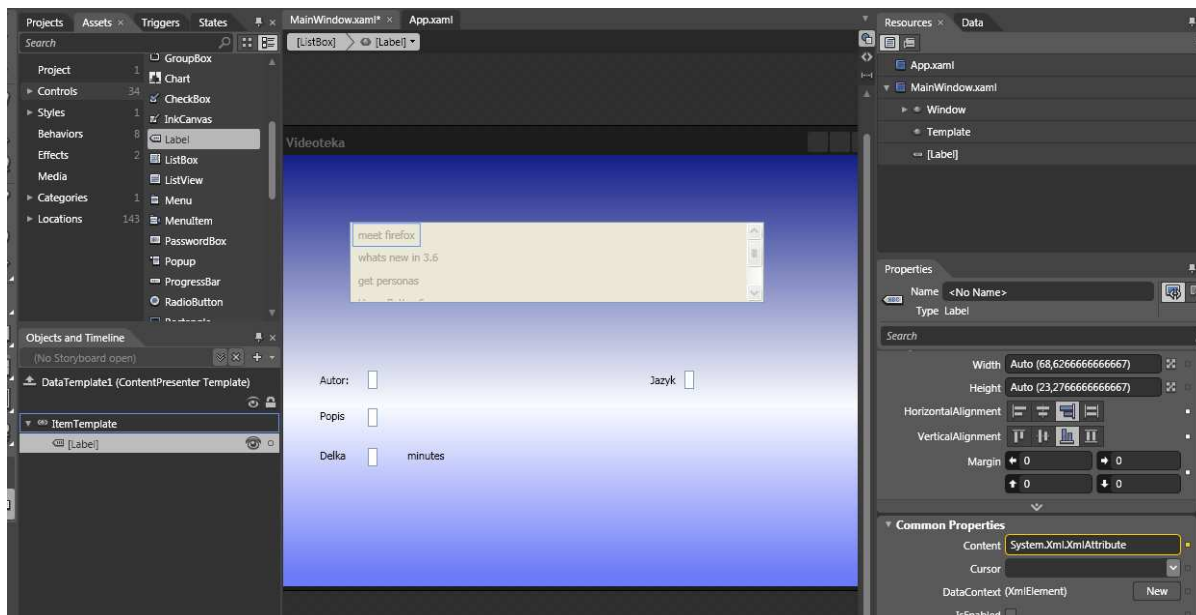 Projects Assets × Triggers States
Search
Project 1
Controls 34
Styles 1
Behaviors 8
Effects 2
Media
Categories 1
Locations 143
GroupBox
Chart
CheckBox
InkCanvas
Label
ListBox
ListView
Menu
MenuItem
PasswordBox
Popup
ProgressBar
RadioButton
Objects and Timeline
(No Storyboard open)
DataTemplate1 (ContentPresenter Template)
ItemTemplate
[Label]
MainWindow.xaml* × App.xaml
[ListBox] [Label]
Videoteka
meet firefox
whats new in 3.6
get personas
Autor:
Jazyk
Popis
Delka minutes
Resources × Data
App.xaml
MainWindow.xaml
Window
Template
[Label]
Properties
Name <No Name>
Type Label
Search
Width Auto (68,6266666666667)
Height Auto (23,2766666666667)
HorizontalAlignment
VerticalAlignment
Margin 0 0
0 0
Common Properties
Content System.Xml.XmlAttribute
Cursor
DataContext (XmlElement) New
IsEnabled